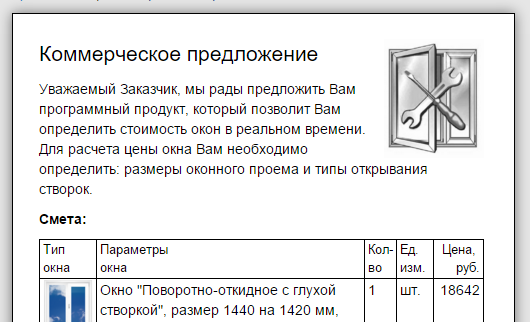 Коммерческое предложение
Уважаемый Заказчик, мы рады предложить Вам
программный продукт, который позволит Вам
определить стоимость окон в реальном времени.
Для расчета цены окна Вам необходимо
определить: размеры оконного проема и типы открывания
створок.
Смета:
Тип окна Параметры окна Кол-во Ед. изм. Цена, руб.
Окно "Поворотно-откидное с глухой 1 шт. 18642
створкой", размер 1440 на 1420 мм,